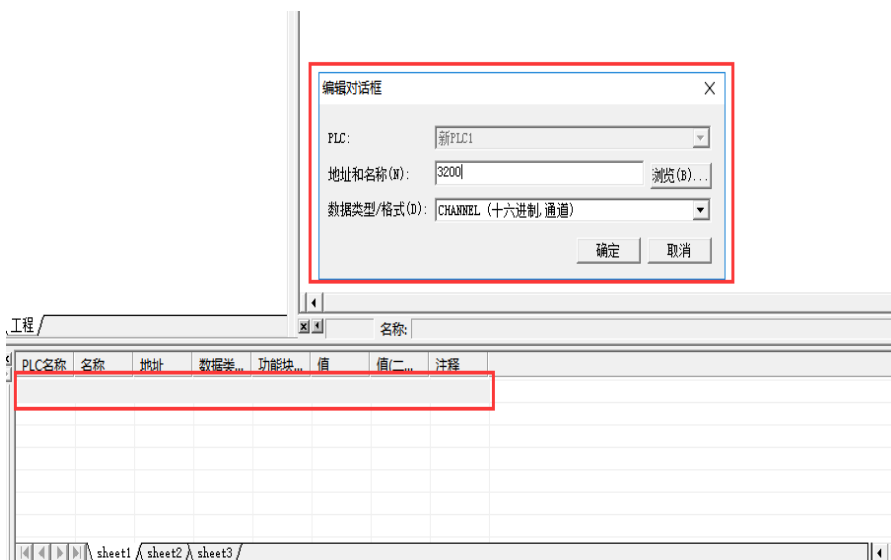 编辑对话框
PLC:
新PLC1
地址和名称(N):
3200
浏览(B)...
数据类型/格式(D):
CHANNEL (十六进制,通道)
确定
取消
工程
名称:
PLC名称 名称 地址 数据类... 功能块... 值 值(二... 注释
sheet1 sheet2 sheet3